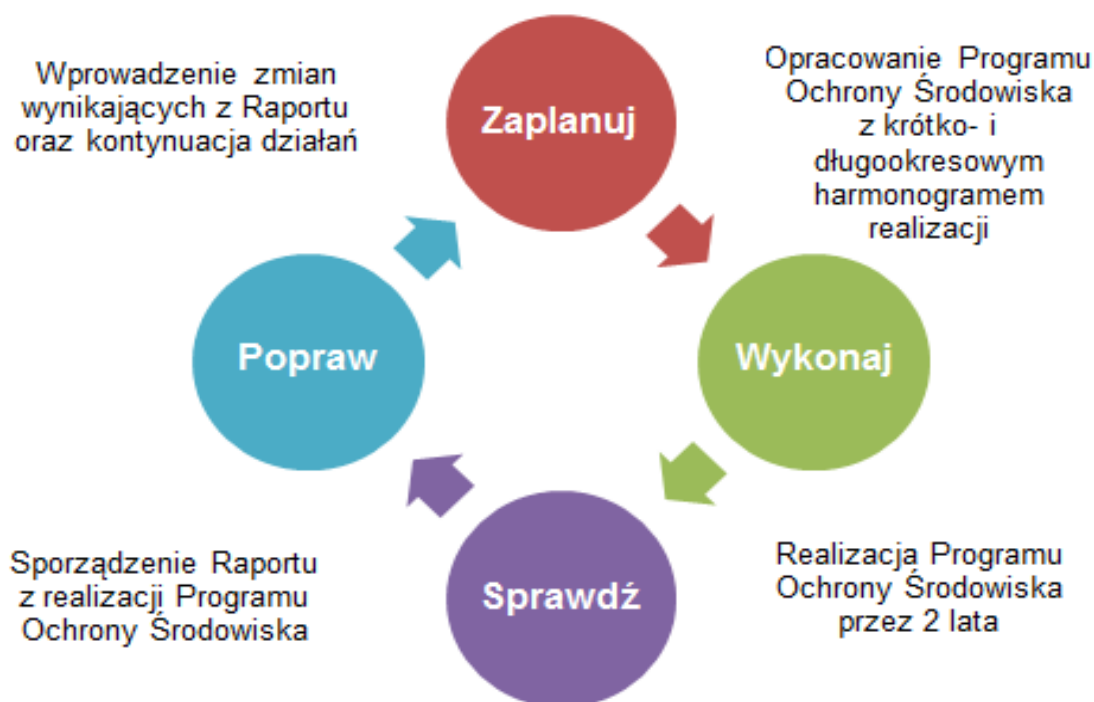 Zaplanuj
Opracowanie Programu
Ochrony Środowiska
z krótko- i
długookresowym
harmonogramem
realizacji
Wykonaj
Realizacja Programu
Ochrony Środowiska
przez 2 lata
Sprawdź
Sporządzenie Raportu
z realizacji Programu
Ochrony Środowiska
Popraw
Wprowadzenie zmian
wynikających z Raportu
oraz kontynuacja działań